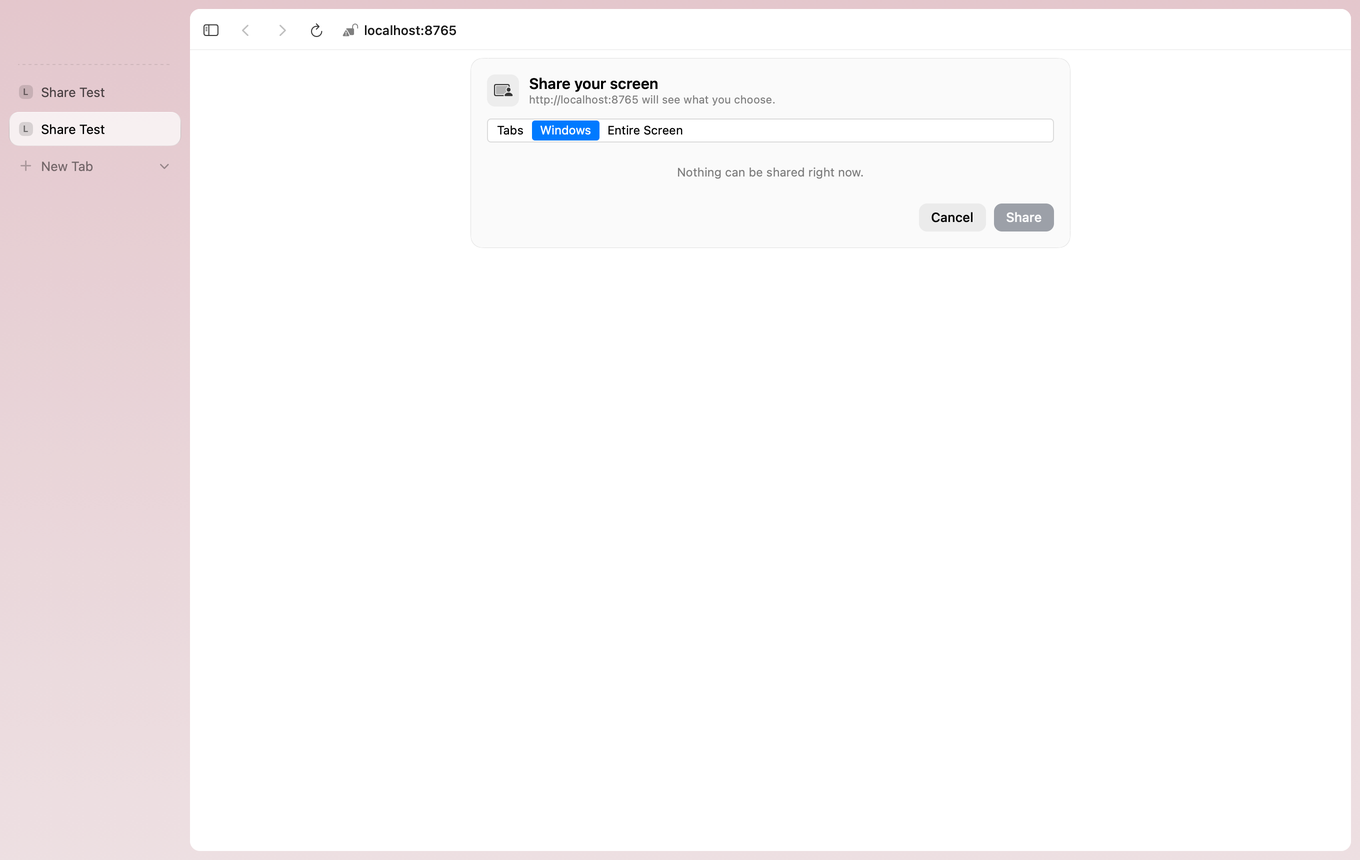 localhost:8765
L Share Test
L Share Test
New Tab
Share your screen
http://localhost:8765 will see what you choose.
Tabs Windows Entire Screen
Nothing can be shared right now.
Cancel Share